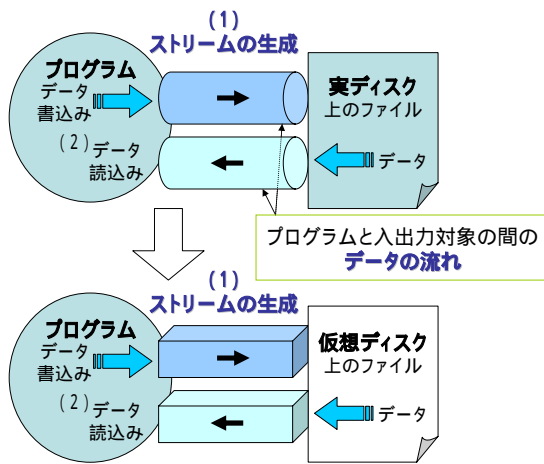 (1)
ストリームの生成
プログラム
データ
書込み
(2)データ
読込み
実ディスク
上のファイル
データ
プログラムと入出力対象の間の
データの流れ
(1)
ストリームの生成
プログラム
データ
書込み
(2)データ
読込み
仮想ディスク
上のファイル
データ